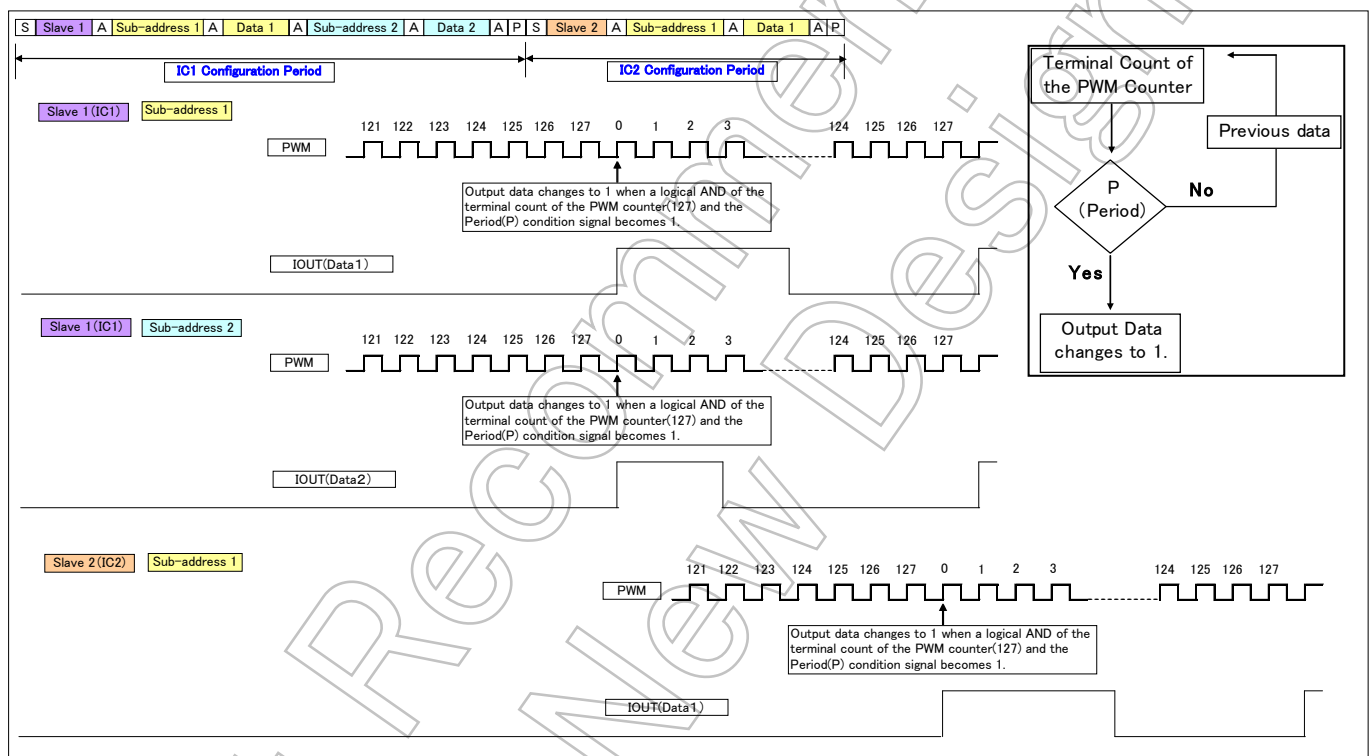 S Slave 1 A Sub-address 1 A Data 1 A Sub-address 2 A Data 2 A P S Slave 2 A Sub-address 1 A Data 1 A P
IC1 Configuration Period
IC2 Configuration Period
Slave 1(IC1) Sub-address 1
121 122 123 124 125 126 127 0 1 2 3 124 125 126 127
PWM
Output data changes to 1 when a logical AND of the
terminal count of the PWM counter(127) and the
Period(P) condition signal becomes 1.
IOUT(Data1)
Slave 1(IC1) Sub-address 2
121 122 123 124 125 126 127 0 1 2 3 124 125 126 127
PWM
Output data changes to 1 when a logical AND of the
terminal count of the PWM counter(127) and the
Period(P) condition signal becomes 1.
IOUT(Data2)
Slave 2(IC2) Sub-address 1
121 122 123 124 125 126 127 0 1 2 3 124 125 126 127
PWM
Output data changes to 1 when a logical AND of the
terminal count of the PWM counter(127) and the
Period(P) condition signal becomes 1.
IOUT(Data1)
Terminal Count of
the PWM Counter
Previous data
P
(Period)
No
Yes
Output Data
changes to 1.
Recommen
New Design